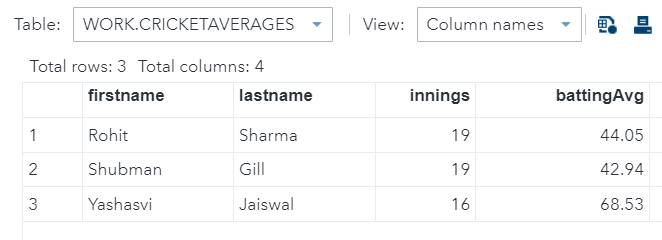 Table: WORK.CRICKETAVERAGES View: Column names
Total rows: 3 Total columns: 4
firstname lastname innings battingAvg
1 Rohit Sharma 19 44.05
2 Shubman Gill 19 42.94
3 Yashasvi Jaiswal 16 68.53